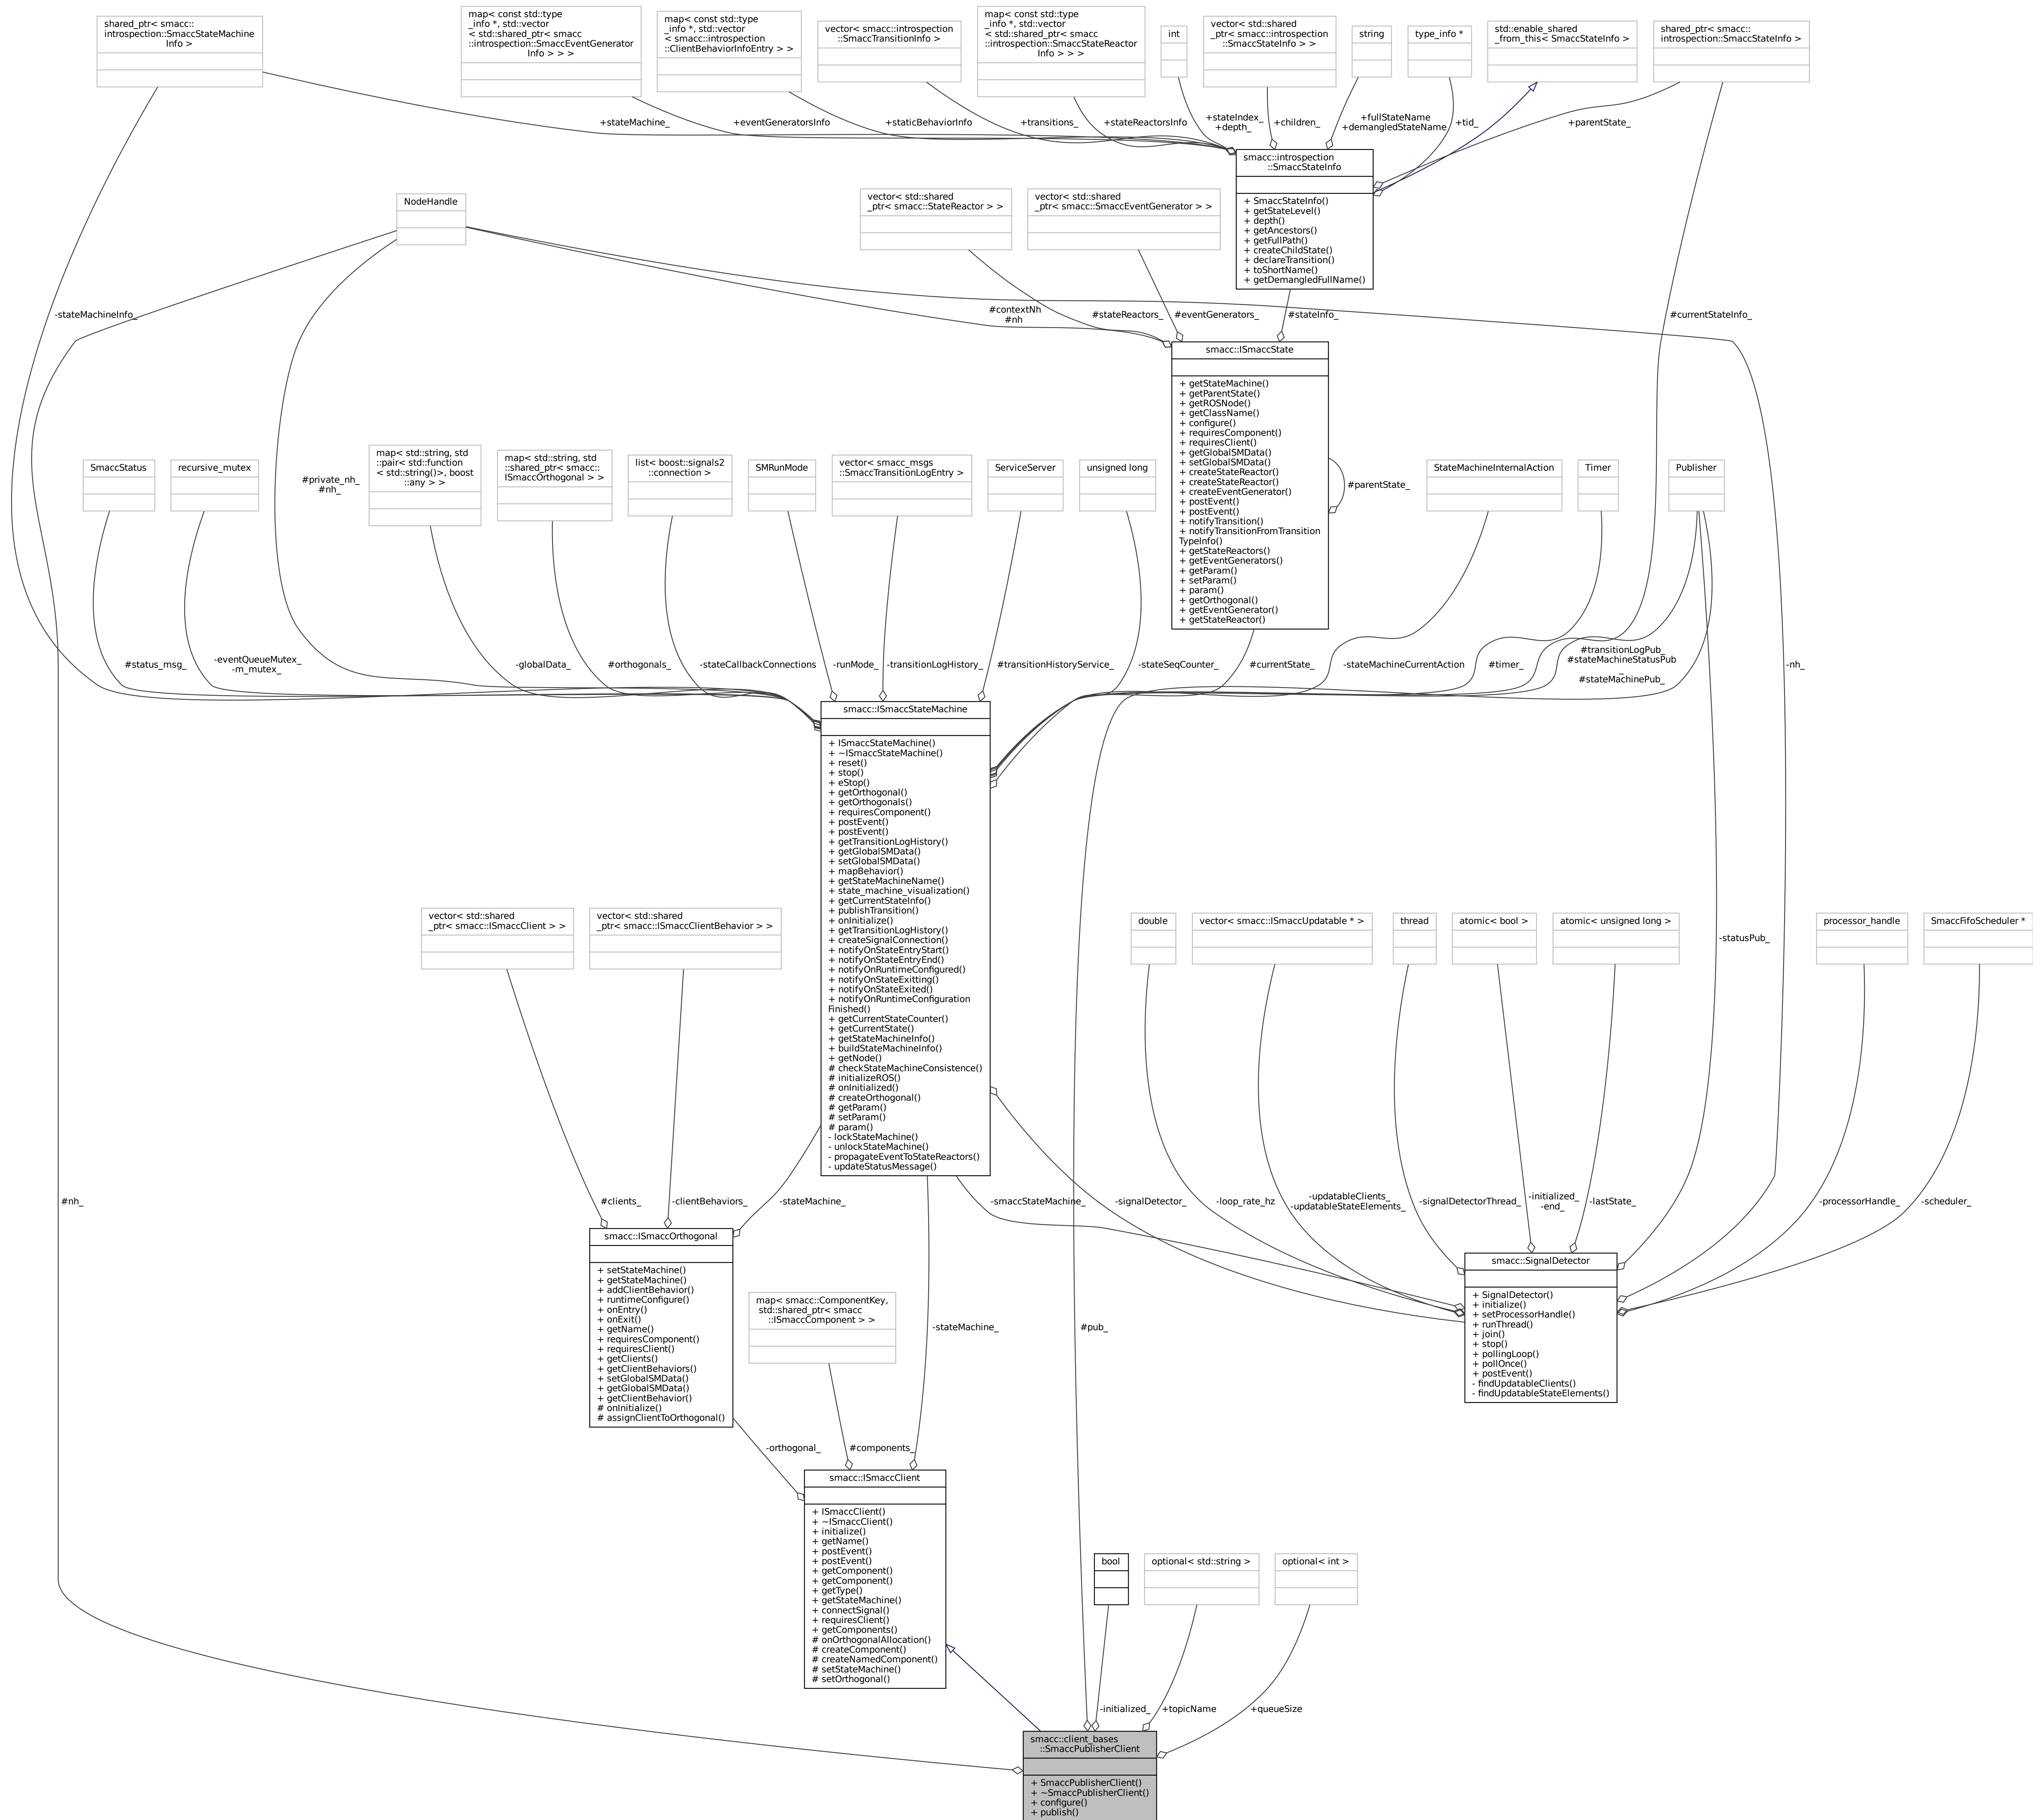 shared_ptr< smacc::
introspection::SmaccStateMachine
Info >
map< const std::type
_info *, std::vector
< std::shared_ptr< smacc
::introspection::SmaccEventGenerator
Info > > >
map< const std::type
_info *, std::vector
< smacc::introspection
::ClientBehaviorInfoEntry > >
vector< smacc::introspection
::SmaccTransitionInfo >
map< const std::type
_info *, std::vector
< std::shared_ptr< smacc
::introspection::SmaccStateReactor
Info > > >
int
vector< std::shared
_ptr< smacc::introspection
::SmaccStateInfo > >
string
type_info *
std::enable_shared
_from_this< SmaccStateInfo >
shared_ptr< smacc::
introspection::SmaccStateInfo >
+stateMachine_
+eventGeneratorsInfo
+staticBehaviorInfo
+transitions_
+stateReactorsInfo
+stateIndex_
+depth_
+children_
+fullStateName
+demangledStateName
+tid_
+parentState_
smacc::introspection
::SmaccStateInfo
+ SmaccStateInfo()
+ getStateLevel()
+ depth()
+ getAncestors()
+ getFullPath()
+ createChildState()
+ declareTransition()
+ toShortName()
+ getDemangledFullName()
NodeHandle
vector< std::shared
_ptr< smacc::StateReactor > >
vector< std::shared
_ptr< smacc::SmaccEventGenerator > >
-stateMachineInfo_
#contextNh
#nh
#stateReactors_
#eventGenerators_
#stateInfo_
#currentStateInfo_
smacc::ISmaccState
+ getStateMachine()
+ getParentState()
+ getROSNode()
+ getClassName()
+ configure()
+ requiresComponent()
+ requiresClient()
+ getGlobalSMData()
+ setGlobalSMData()
+ createStateReactor()
+ createStateReactor()
+ createEventGenerator()
+ postEvent()
+ postEvent()
+ notifyTransition()
+ notifyTransitionFromTransition
TypeInfo()
+ getStateReactors()
+ getEventGenerators()
+ getParam()
+ setParam()
+ param()
+ getOrthogonal()
+ getEventGenerator()
+ getStateReactor()
#parentState_
SmaccStatus
recursive_mutex
#private_nh_
#nh_
map< std::string, std
::pair< std::function
< std::string()>, boost
::any > >
map< std::string, std
::shared_ptr< smacc::
ISmaccOrthogonal > >
list< boost::signals2
::connection >
SMRunMode
vector< smacc_msgs
::SmaccTransitionLogEntry >
ServiceServer
unsigned long
StateMachineInternalAction
Timer
Publisher
#status_msg_
-eventQueueMutex_
-m_mutex_
-globalData_
#orthogonals_
-stateCallbackConnections
-runMode_
-transitionLogHistory_
#transitionHistoryService_
-stateSeqCounter_
#currentState_
-stateMachineCurrentAction
#timer_
#transitionLogPub_
#stateMachineStatusPub
_
#stateMachinePub_
-nh_
smacc::ISmaccStateMachine
+ ISmaccStateMachine()
+ ~ISmaccStateMachine()
+ reset()
+ stop()
+ eStop()
+ getOrthogonal()
+ getOrthogonals()
+ requiresComponent()
+ postEvent()
+ postEvent()
+ getTransitionLogHistory()
+ getGlobalSMData()
+ setGlobalSMData()
+ mapBehavior()
+ getStateMachineName()
+ state_machine_visualization()
+ getCurrentStateInfo()
+ publishTransition()
+ onInitialize()
+ getTransitionLogHistory()
+ createSignalConnection()
+ notifyOnStateEntryStart()
+ notifyOnStateEntryEnd()
+ notifyOnRuntimeConfigured()
+ notifyOnStateExitting()
+ notifyOnStateExited()
+ notifyOnRuntimeConfiguration
Finished()
+ getCurrentStateCounter()
+ getCurrentState()
+ getStateMachineInfo()
+ buildStateMachineInfo()
+ getNode()
# checkStateMachineConsistence()
# initializeROS()
# onInitialized()
# createOrthogonal()
# getParam()
# setParam()
# param()
- lockStateMachine()
- unlockStateMachine()
- propagateEventToStateReactors()
- updateStatusMessage()
vector< std::shared
_ptr< smacc::ISmaccClient > >
vector< std::shared
_ptr< smacc::ISmaccClientBehavior > >
double
vector< smacc::ISmaccUpdatable * >
thread
atomic< bool >
atomic< unsigned long >
-statusPub_
processor_handle
SmaccFifoScheduler *
#nh_
#clients_
-clientBehaviors_
-stateMachine_
-smaccStateMachine_
-signalDetector_
-loop_rate_hz
-updatableClients_
-updatableStateElements_
-signalDetectorThread_
-initialized_
-end_
-lastState_
-processorHandle_
-scheduler_
smacc::ISmaccOrthogonal
+ setStateMachine()
+ getStateMachine()
+ addClientBehavior()
+ runtimeConfigure()
+ onEntry()
+ onExit()
+ getName()
+ requiresComponent()
+ requiresClient()
+ getClients()
+ getClientBehaviors()
+ setGlobalSMData()
+ getGlobalSMData()
+ getClientBehavior()
# onInitialize()
# assignClientToOrthogonal()
smacc::SignalDetector
+ SignalDetector()
+ initialize()
+ setProcessorHandle()
+ runThread()
+ join()
+ stop()
+ pollingLoop()
+ pollOnce()
+ postEvent()
- findUpdatableClients()
- findUpdatableStateElements()
map< smacc::ComponentKey,
std::shared_ptr< smacc
::ISmaccComponent > >
-stateMachine_
#pub_
-orthogonal_
#components_
smacc::ISmaccClient
+ ISmaccClient()
+ ~ISmaccClient()
+ initialize()
+ getName()
+ postEvent()
+ postEvent()
+ getComponent()
+ getComponent()
+ getType()
+ getStateMachine()
+ connectSignal()
+ requiresClient()
+ getComponents()
# onOrthogonalAllocation()
# createComponent()
# createNamedComponent()
# setStateMachine()
# setOrthogonal()
bool
optional< std::string >
optional< int >
-initialized_
+topicName
+queueSize
smacc::client_bases
::SmaccPublisherClient
+ SmaccPublisherClient()
+ ~SmaccPublisherClient()
+ configure()
+ publish()